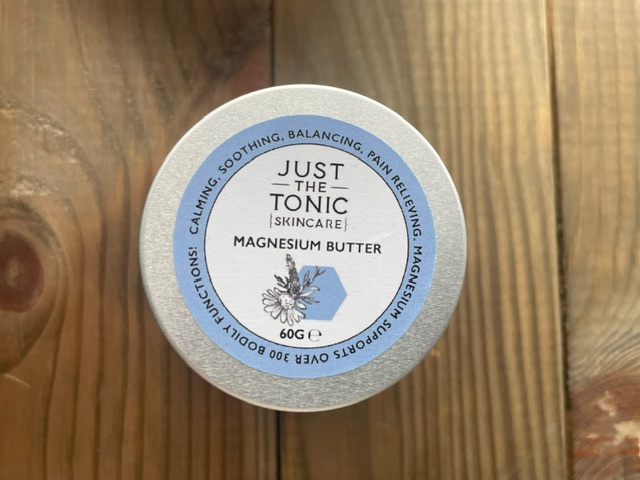 JUST
THE
TONIC
{SKINCARE}
MAGNESIUM BUTTER
60G ℮
CALMING, SOOTHING, BALANCING, PAIN RELIEVING. MAGNESIUM SUPPORTS OVER 300 BODILY FUNCTIONS!